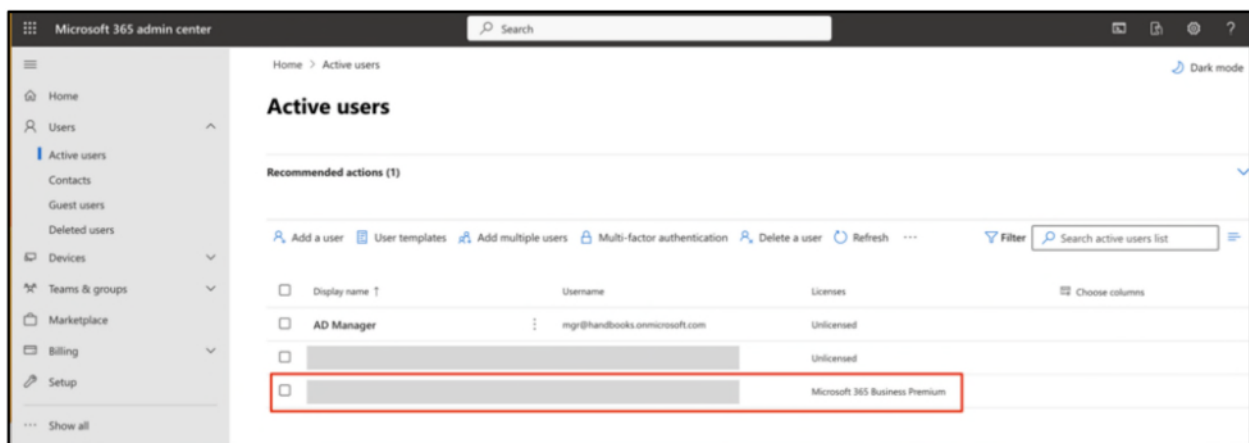 Microsoft 365 admin center
Search
?
Home > Active users
Dark mode
Home
Active users
Users
Active users
Recommended actions (1)
Contacts
Guest users
Deleted users
Add a user User templates Add multiple users Multi-factor authentication Delete a user Refresh ... Filter Search active users list
Devices
Teams & groups
Display name ↑ Username Licenses Choose columns
Marketplace
AD Manager mgr@handbooks.onmicrosoft.com Unlicensed
Billing
Unlicensed
Setup
Microsoft 365 Business Premium
... Show all